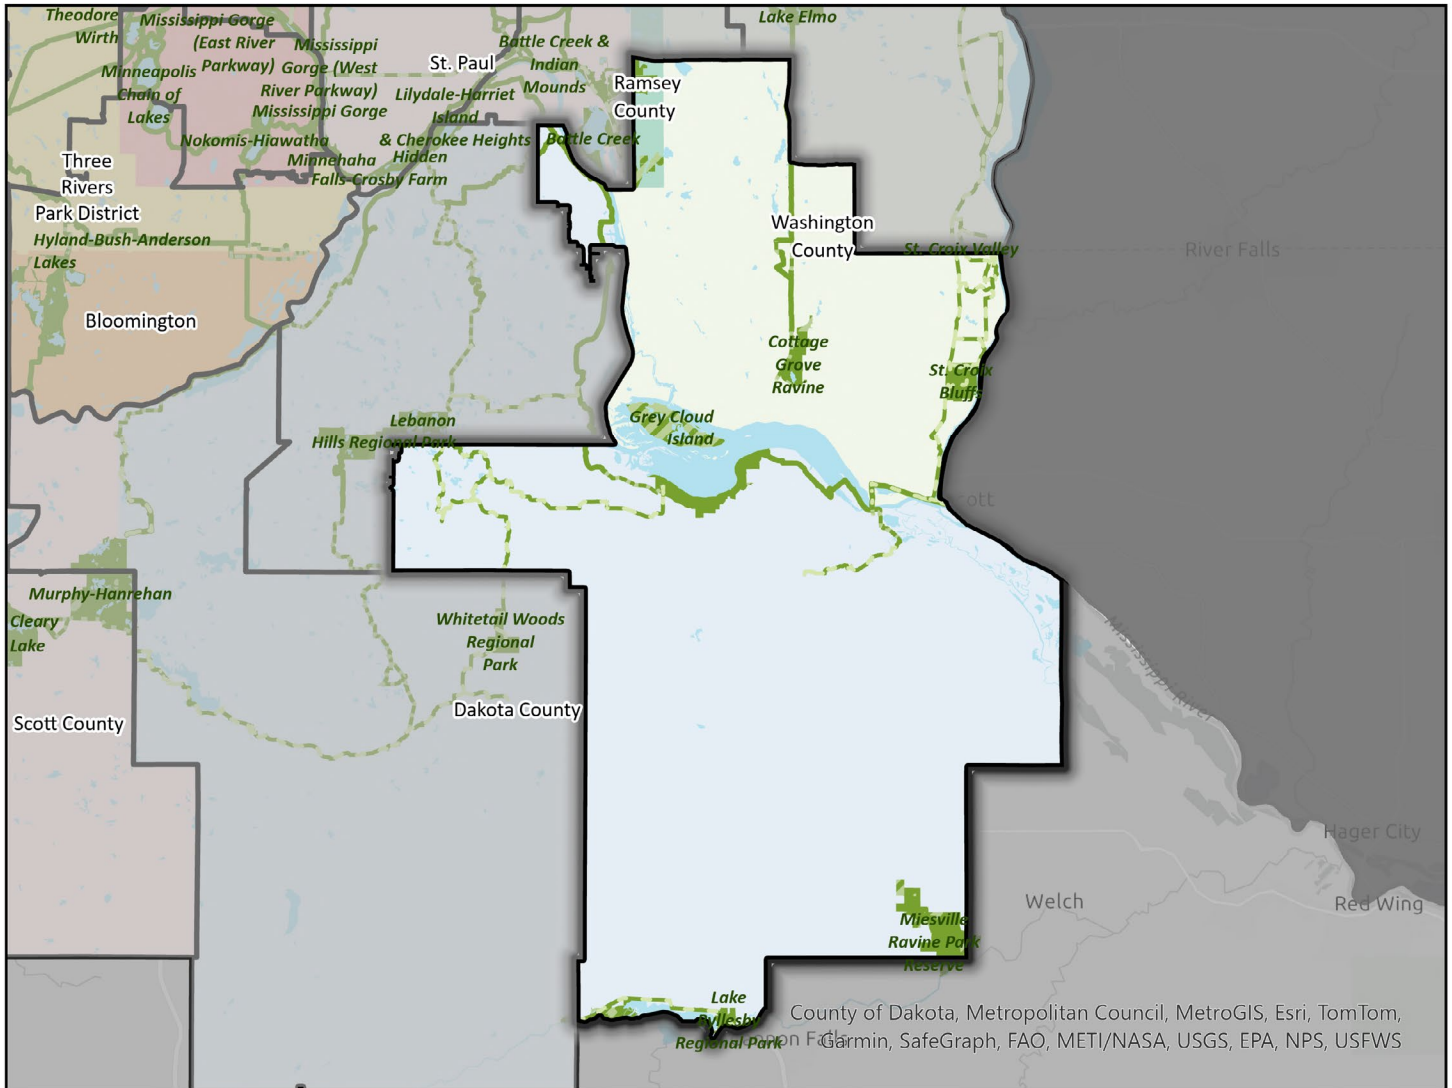 Theodore
Wirth
Mississippi Gorge
(East River
Parkway)
Mississippi
Gorge (West
River Parkway)
Mississippi Gorge
Minneapolis
Chain of
Lakes
Nokomis-Hiawatha
Minnehaha
St. Paul
Lilydale-Harriet
Island
& Cherokee Heights
Hidden
Falls-Crosby Farm
Battle Creek &
Indian
Mounds
Battle Creek
Ramsey
County
Lake Elmo
Three
Rivers
Park District
Hyland-Bush-Anderson
Lakes
Bloomington
Washington
County
St. Croix Valley
River Falls
Cottage
Grove
Ravine
St. Croix
Bluffs
Grey Cloud
Island
Lebanon
Hills Regional Park
Murphy-Hanrehan
Cleary
Lake
Whitetail Woods
Regional
Park
Scott County
Dakota County
Mississippi River
Hager City
Red Wing
Welch
Miesville
Ravine Park
Reserve
Lake
Byllesby
Regional Park
County of Dakota, Metropolitan Council, MetroGIS, Esri, TomTom,
Garmin, SafeGraph, FAO, METI/NASA, USGS, EPA, NPS, USFWS